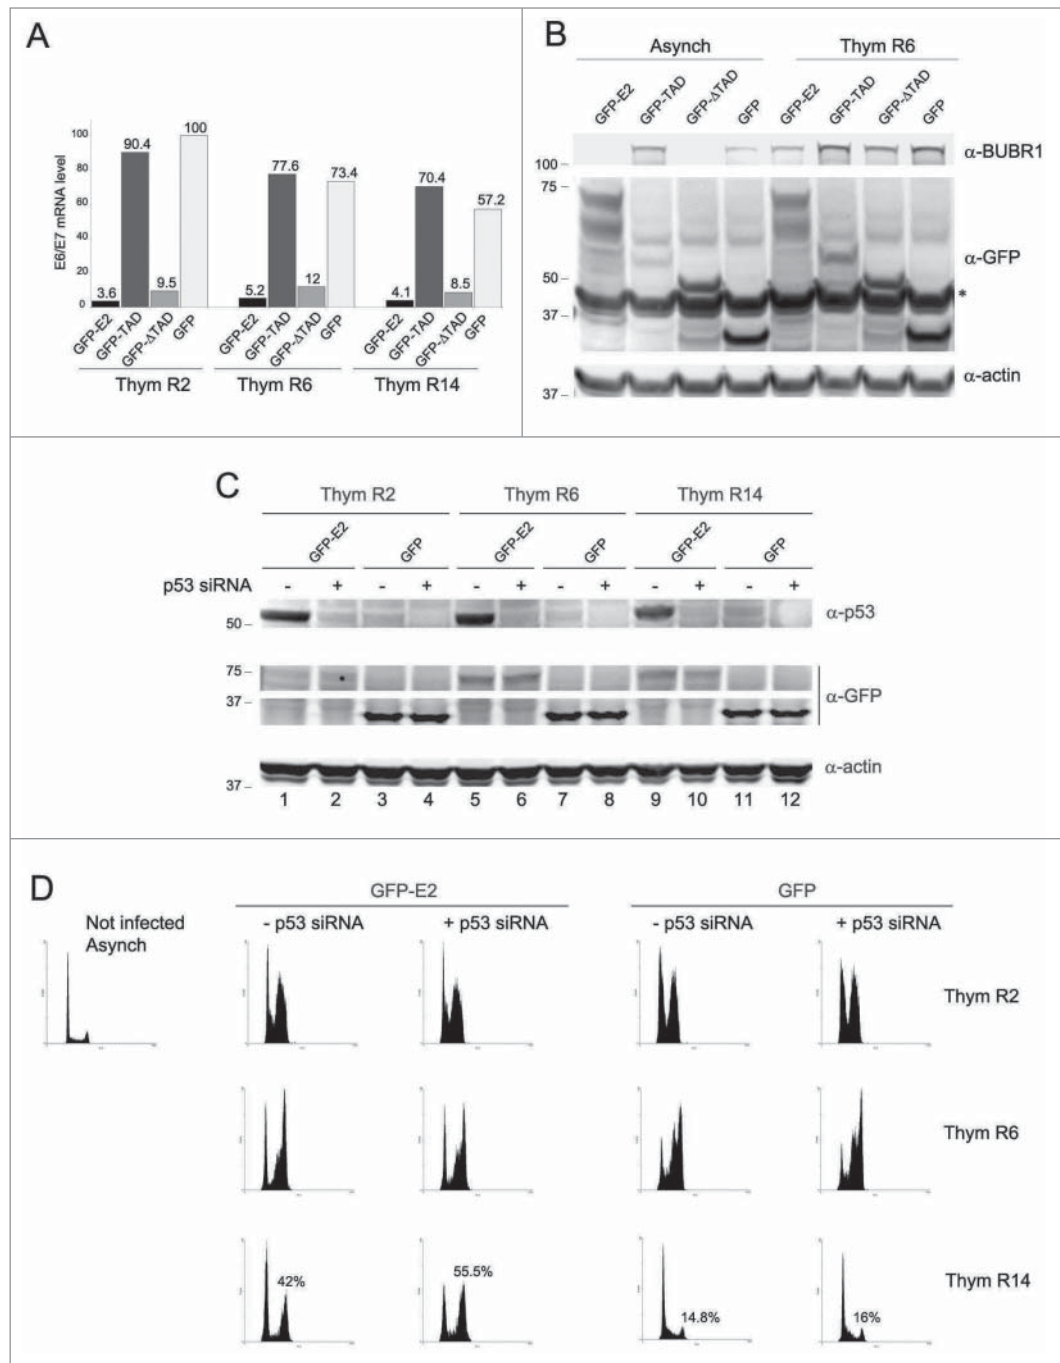 A
E6/E7 mRNA level
100
80
60
40
20
0
3.6
90.4
9.5
100
5.2
77.6
12
73.4
4.1
70.4
8.5
57.2
GFP-E2
GFP-TAD
GFP-ΔTAD
GFP
GFP-E2
GFP-TAD
GFP-ΔTAD
GFP
GFP-E2
GFP-TAD
GFP-ΔTAD
GFP
Thym R2
Thym R6
Thym R14
B
Asynch
Thym R6
GFP-E2
GFP-TAD
GFP-ΔTAD
GFP
GFP-E2
GFP-TAD
GFP-ΔTAD
GFP
100
α-BUBR1
75
50
37
α-GFP
*
37
α-actin
C
Thym R2
Thym R6
Thym R14
GFP-E2
GFP
GFP-E2
GFP
GFP-E2
GFP
p53 siRNA - + - + - + - + - + - +
50
α-p53
75
37
α-GFP
37
α-actin
1 2 3 4 5 6 7 8 9 10 11 12
D
GFP-E2
GFP
Not infected
Asynch
- p53 siRNA
+ p53 siRNA
- p53 siRNA
+ p53 siRNA
Thym R2
Thym R6
42%
55.5%
14.8%
16%
Thym R14